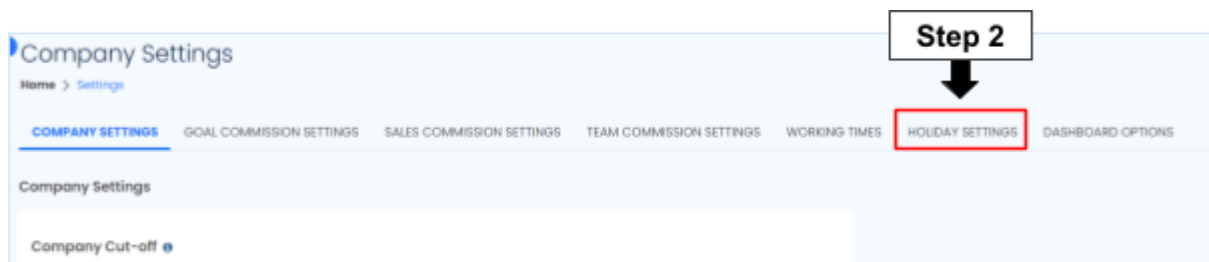 Step 2
Company Settings
Home > Settings
COMPANY SETTINGS GOAL COMMISSION SETTINGS SALES COMMISSION SETTINGS TEAM COMMISSION SETTINGS WORKING TIMES HOLIDAY SETTINGS DASHBOARD OPTIONS
Company Settings
Company Cut-off